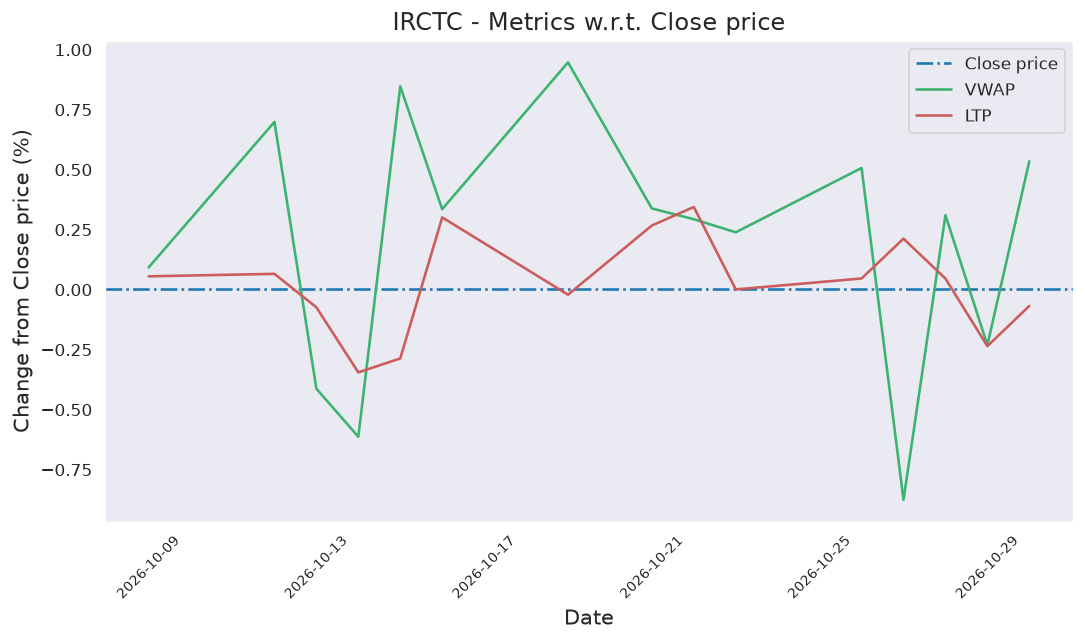 IRCTC - Metrics w.r.t. Close price
Change from Close price (%)
1.00
0.75
0.50
0.25
0.00
−0.25
−0.50
−0.75
Close price
VWAP
LTP
2026-10-09
2026-10-13
2026-10-17
2026-10-21
2026-10-25
2026-10-29
Date